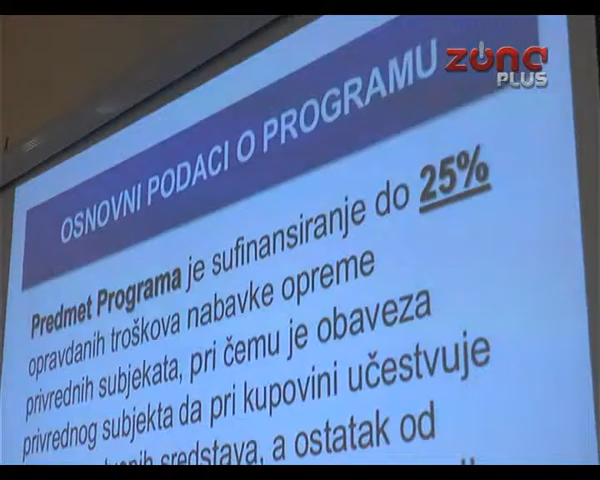 ZONA
PLUS
OSNOVNI PODACI O PROGRAMU
Predmet Programa je sufinansiranje do 25%
opravdanih troškova nabavke opreme
privrednih subjekata, pri čemu je obaveza
privrednog subjekta da pri kupovini učestvuje
sredstava, a ostatak od